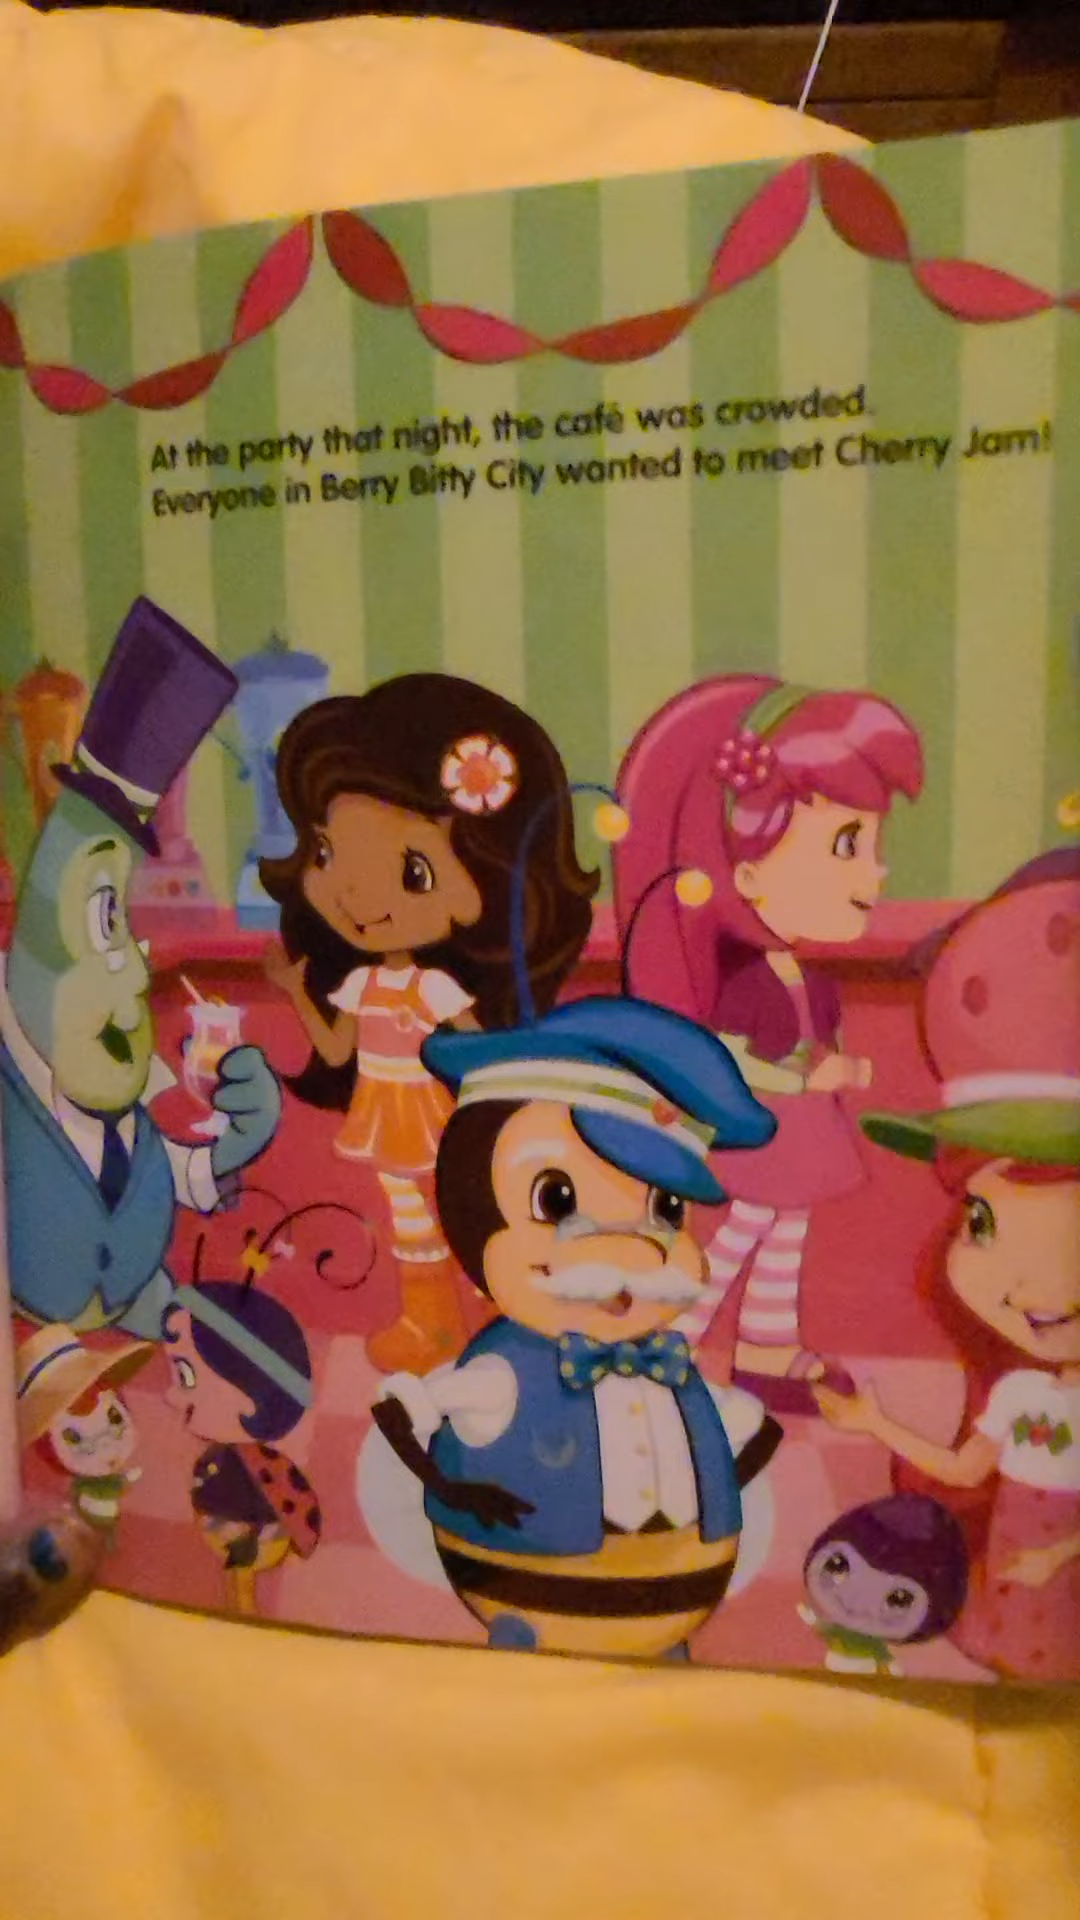 At the party that night, the café was crowded.
Everyone in Berry Bitty City wanted to meet Cherry Jam!